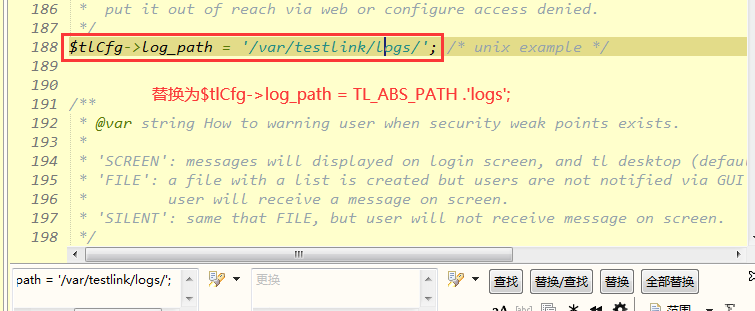 186 * put it out of reach via web or configure access denied.
187 */
188 $tlCfg->log_path = '/var/testlink/logs/'; /* unix example */
189
190
替换为$tlCfg->log_path = TL_ABS_PATH .'logs';
191 /**
192 * @var string How to warning user when security weak points exists.
193 *
194 * 'SCREEN': messages will displayed on login screen, and tl desktop (defau
195 * 'FILE': a file with a list is created but users are not notified via GUI
196 * user will receive a message on screen.
197 * 'SILENT': same that FILE, but user will not receive message on screen.
198 */
path = '/var/testlink/logs/'; 更换 查找 替换/查找 替换 全部替换
aA [abc] * 范围 Σ